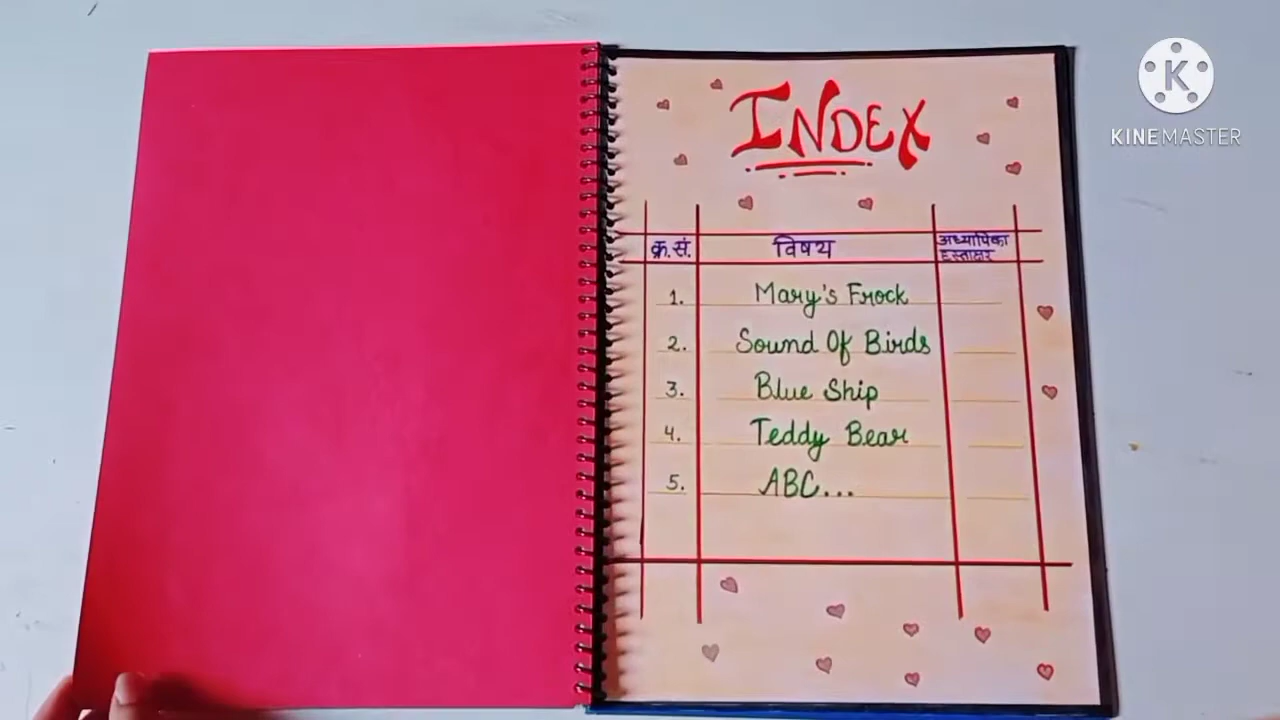 INDEX
क्र.सं. विषय अध्यापिका हस्ताक्षर
1. Mary's Frock
2. Sound Of Birds
3. Blue Ship
4. Teddy Bear
5. ABC...
K
KINEMASTER